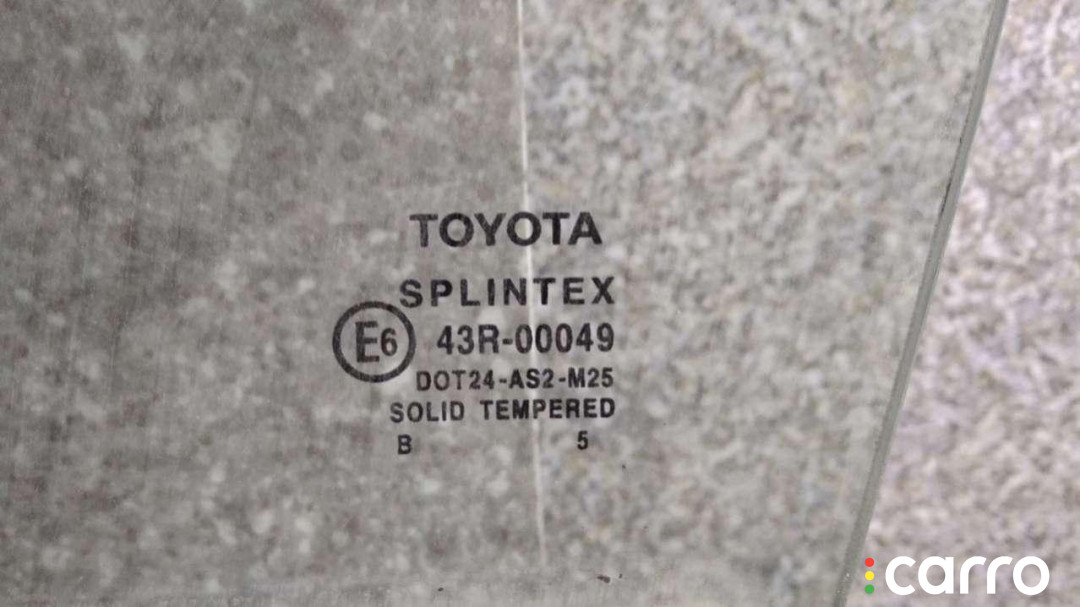 TOYOTA
SPLINTEX
E6 43R-00049
DOT24-AS2-M25
SOLID TEMPERED
B 5
carro